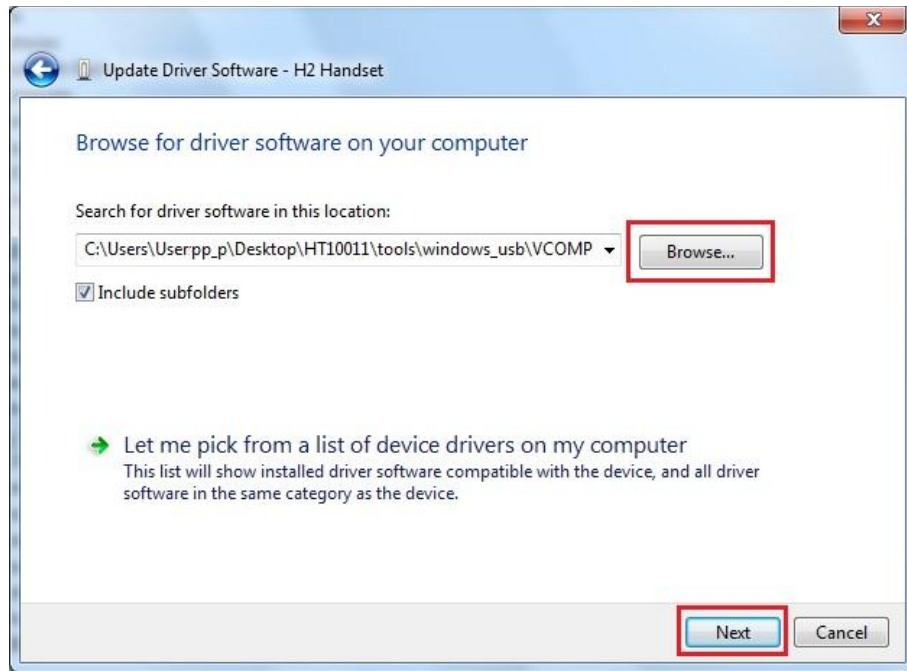 Update Driver Software - H2 Handset
Browse for driver software on your computer
Search for driver software in this location:
C:\Users\User.pp_p\Desktop\HT10011\tools\windows_usb\VCOMP
Browse...
Include subfolders
Let me pick from a list of device drivers on my computer
This list will show installed driver software compatible with the device, and all driver
software in the same category as the device.
Next
Cancel